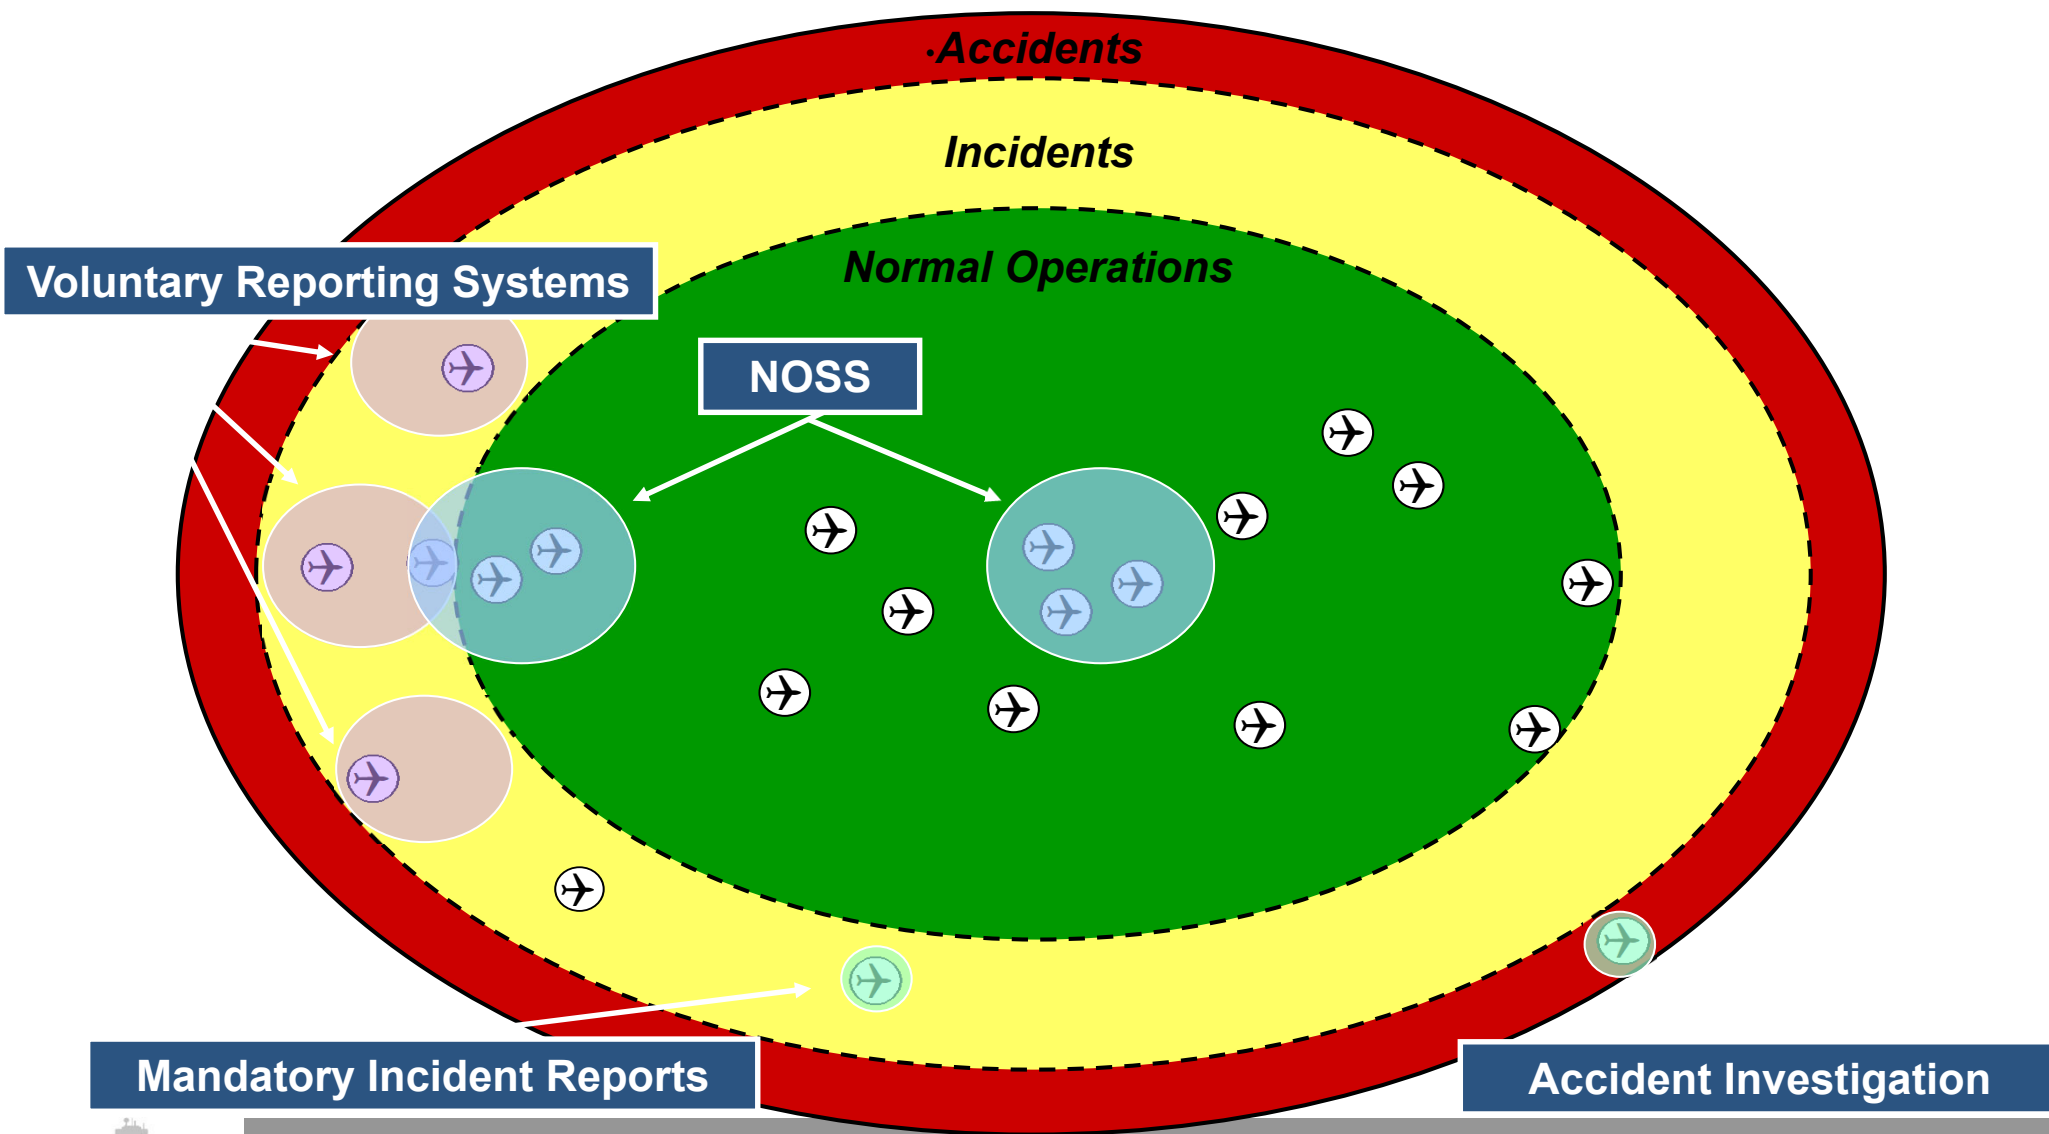 ·Accidents
Incidents
Normal Operations
Voluntary Reporting Systems
NOSS
Mandatory Incident Reports
Accident Investigation